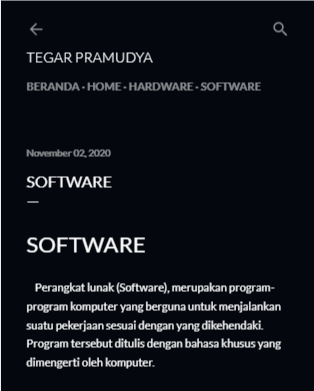 TEGAR PRAMUDYA
BERANDA · HOME · HARDWARE · SOFTWARE
November 02, 2020
SOFTWARE
SOFTWARE
Perangkat lunak (Software), merupakan program-
program komputer yang berguna untuk menjalankan
suatu pekerjaan sesuai dengan yang dikehendaki.
Program tersebut ditulis dengan bahasa khusus yang
dimengerti oleh komputer.